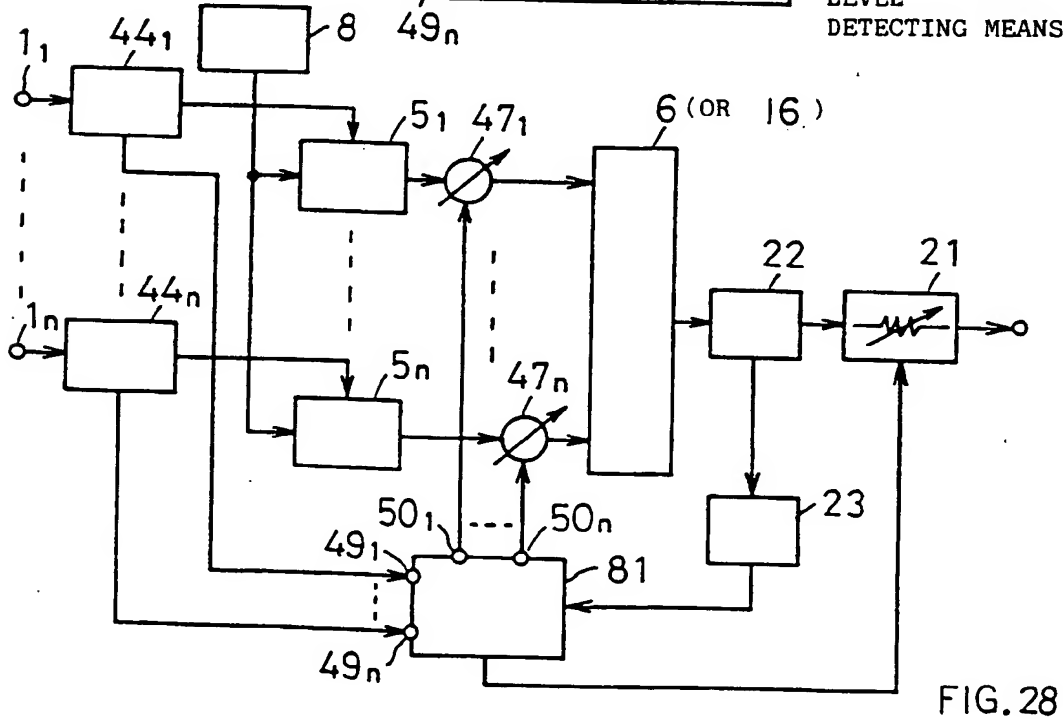 LEVEL
DETECTING MEANS
49n
8
44₁
1₁
5₁
47₁
6 (OR 16)
44n
1n
22
21
5n
47n
23
50₁
50n
49₁
81
49n
FIG. 28